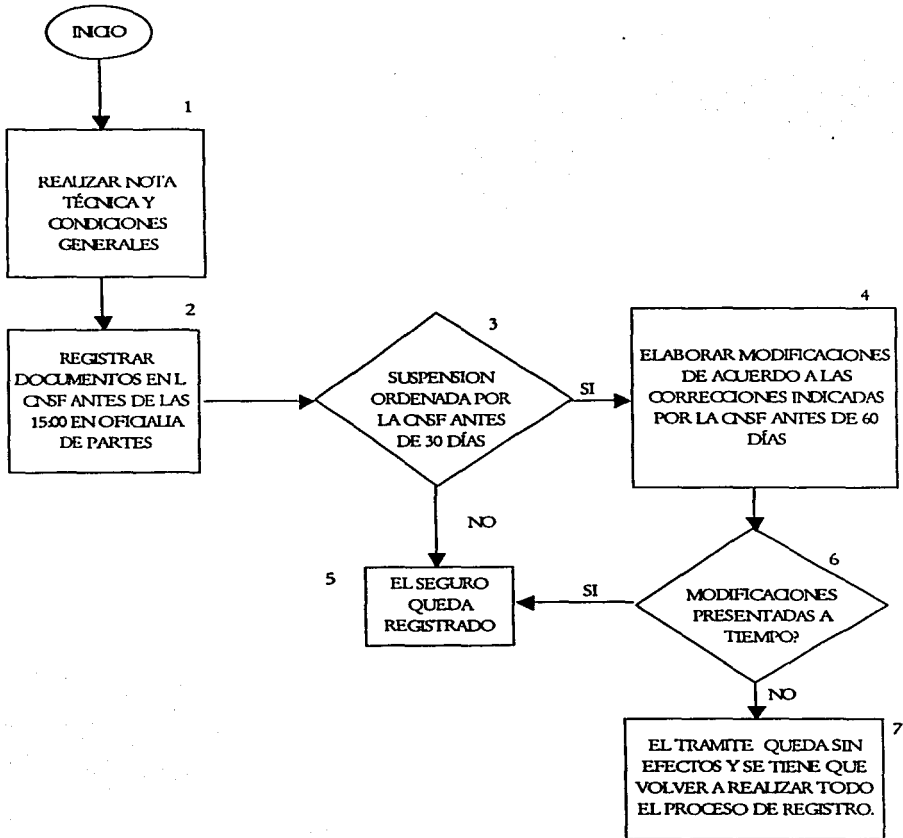 INICIO
1
REALIZAR NOTA
TÉCNICA Y
CONDICIONES
GENERALES
2
REGISTRAR
DOCUMENTOS EN L
CNSF ANTES DE LAS
15:00 EN OFICIALIA
DE PARTES
3
SUSPENSION
ORDENADA POR
LA CNSF ANTES
DE 30 DÍAS
SI
4
ELABORAR MODIFICACIONES
DE ACUERDO A LAS
CORRECCIONES INDICADAS
POR LA CNSF ANTES DE 60
DÍAS
NO
5
EL SEGURO
QUEDA
REGISTRADO
SI
6
MODIFICACIONES
PRESENTADAS A
TIEMPO?
NO
7
EL TRAMITE QUEDA SIN
EFECTOS Y SE TIENE QUE
VOLVER A REALIZAR TODO
EL PROCESO DE REGISTRO.